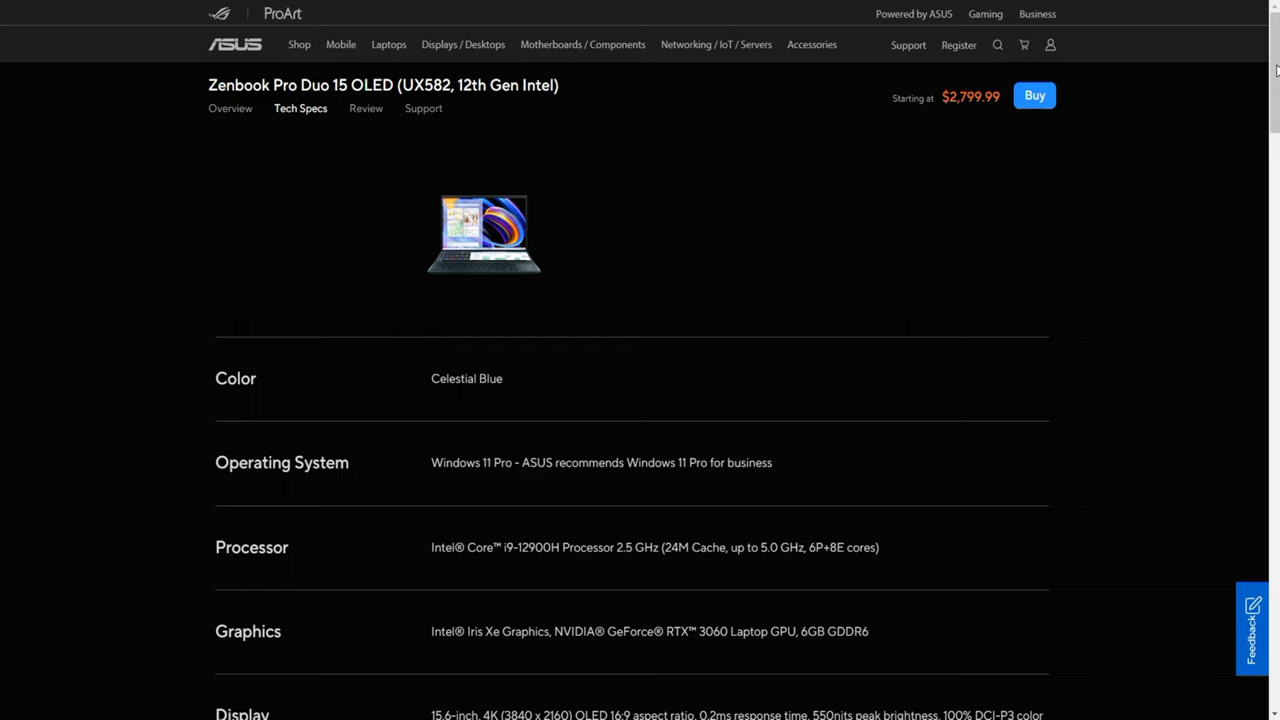 ProArt
Powered by ASUS Gaming Business
ASUS Shop Mobile Laptops Displays / Desktops Motherboards / Components Networking / IoT / Servers Accessories Support Register
Zenbook Pro Duo 15 OLED (UX582, 12th Gen Intel)
Starting at $2,799.99 Buy
Overview Tech Specs Review Support
Color Celestial Blue
Operating System Windows 11 Pro - ASUS recommends Windows 11 Pro for business
Processor Intel® Core™ i9-12900H Processor 2.5 GHz (24M Cache, up to 5.0 GHz, 6P+8E cores)
Graphics Intel® Iris Xe Graphics, NVIDIA® GeForce® RTX™ 3060 Laptop GPU, 6GB GDDR6
Feedback
Display 15.6-inch, 4K (3840 x 2160) OLED 16:9 aspect ratio, 0.2ms response time, 550nits peak brightness, 100% DCI-P3 color